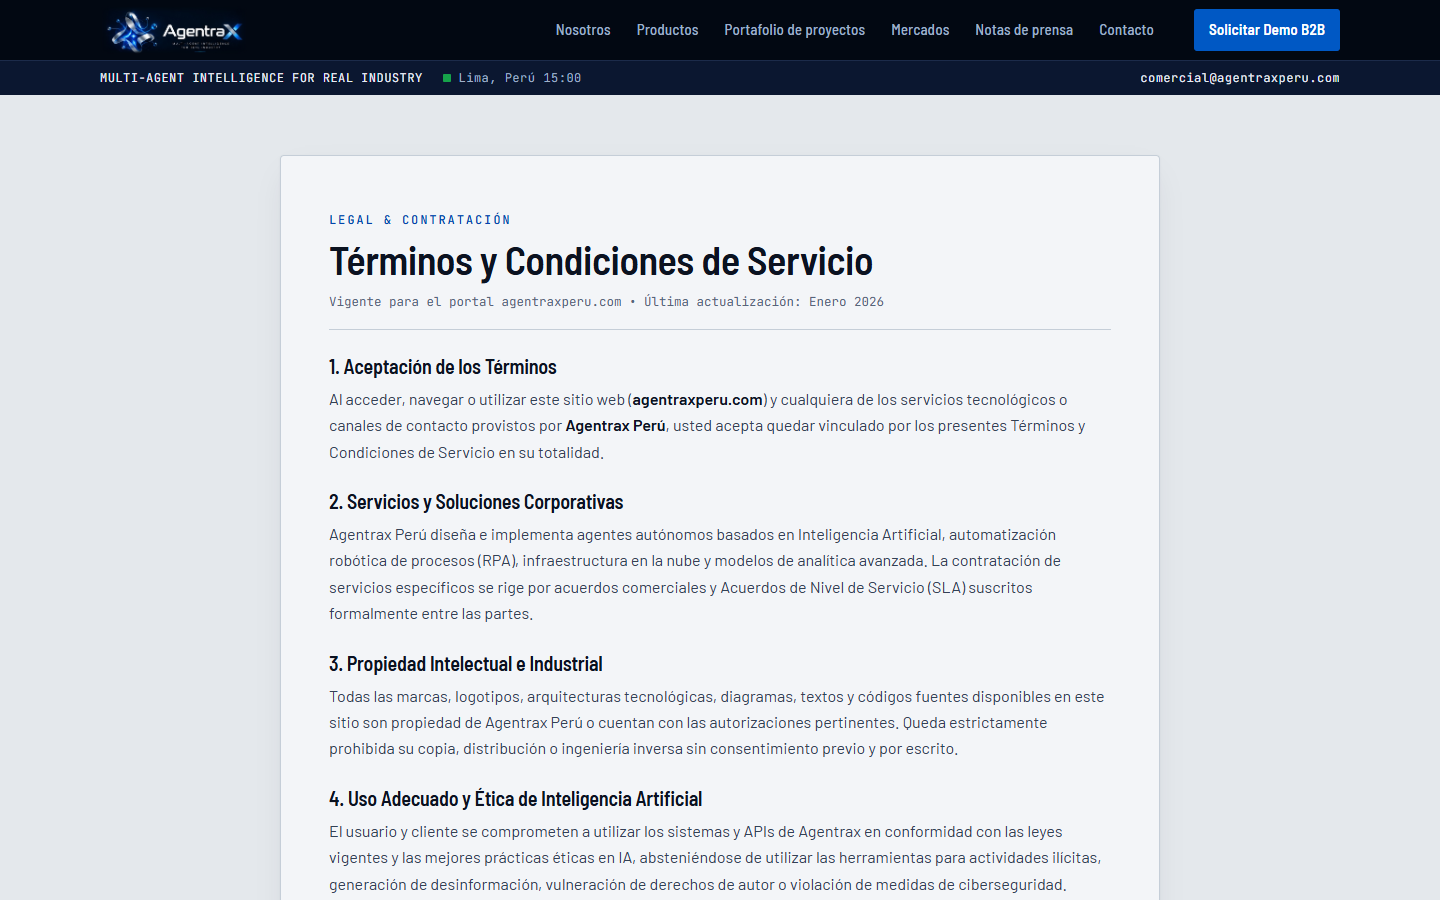 AgentraX
Nosotros
Productos
Portafolio de proyectos
Mercados
Notas de prensa
Contacto
Solicitar Demo B2B
MULTI-AGENT INTELLIGENCE FOR REAL INDUSTRY
Lima, Perú 15:00
comercial@agentraxperu.com
LEGAL & CONTRATACIÓN
Términos y Condiciones de Servicio
Vigente para el portal agentraxperu.com • Última actualización: Enero 2026
1. Aceptación de los Términos
Al acceder, navegar o utilizar este sitio web (agentraxperu.com) y cualquiera de los servicios tecnológicos o
canales de contacto provistos por Agentrax Perú, usted acepta quedar vinculado por los presentes Términos y
Condiciones de Servicio en su totalidad.
2. Servicios y Soluciones Corporativas
Agentrax Perú diseña e implementa agentes autónomos basados en Inteligencia Artificial, automatización
robótica de procesos (RPA), infraestructura en la nube y modelos de analítica avanzada. La contratación de
servicios específicos se rige por acuerdos comerciales y Acuerdos de Nivel de Servicio (SLA) suscritos
formalmente entre las partes.
3. Propiedad Intelectual e Industrial
Todas las marcas, logotipos, arquitecturas tecnológicas, diagramas, textos y códigos fuentes disponibles en este
sitio son propiedad de Agentrax Perú o cuentan con las autorizaciones pertinentes. Queda estrictamente
prohibida su copia, distribución o ingeniería inversa sin consentimiento previo y por escrito.
4. Uso Adecuado y Ética de Inteligencia Artificial
El usuario y cliente se comprometen a utilizar los sistemas y APIs de Agentrax en conformidad con las leyes
vigentes y las mejores prácticas éticas en IA, absteniéndose de utilizar las herramientas para actividades ilícitas,
generación de desinformación, vulneración de derechos de autor o violación de medidas de ciberseguridad.